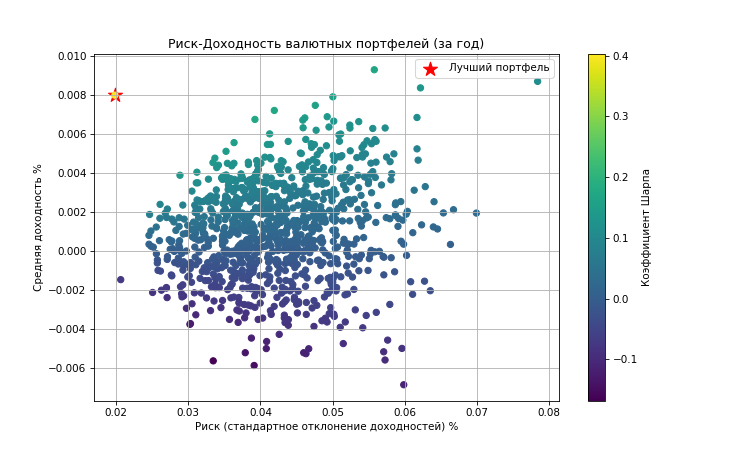 Риск-Доходность валютных портфелей (за год)
Лучший портфель
Средняя доходность %
0.010
0.008
0.006
0.004
0.002
0.000
−0.002
−0.004
−0.006
0.02 0.03 0.04 0.05 0.06 0.07 0.08
Риск (стандартное отклонение доходностей) %
0.4
0.3
0.2
0.1
0.0
−0.1
Коэффициент Шарпа